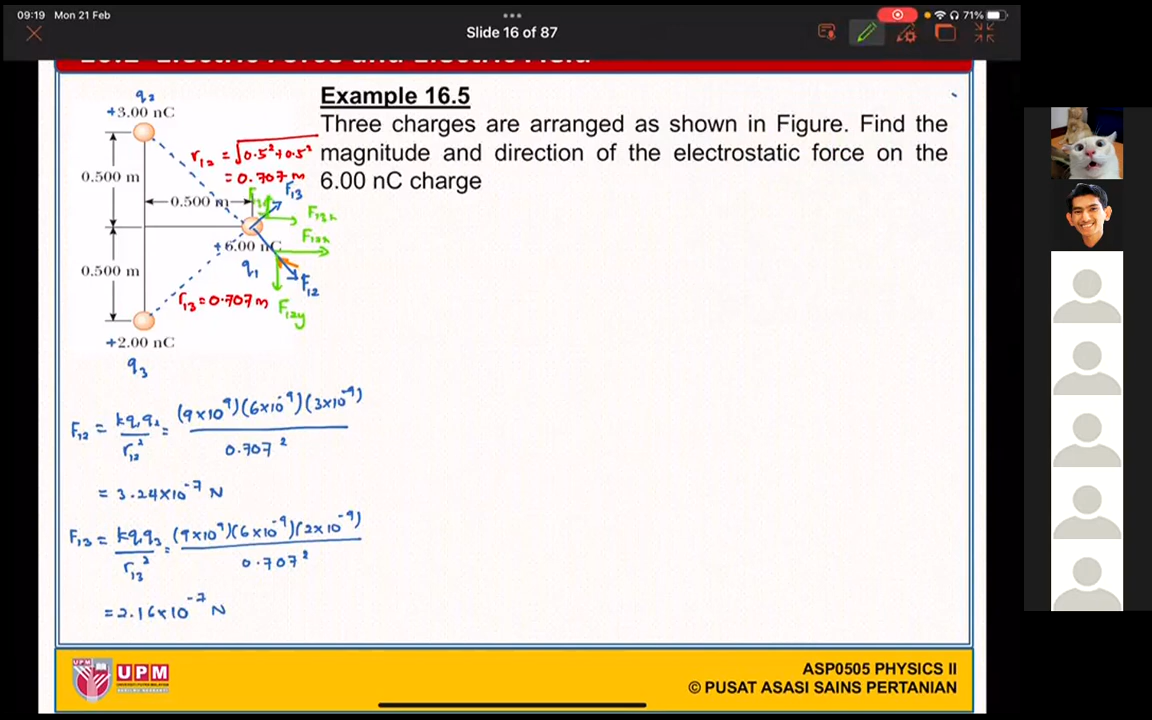 09:19 Mon 21 Feb
71%
Slide 16 of 87
Example 16.5
Three charges are arranged as shown in Figure. Find the
magnitude and direction of the electrostatic force on the
6.00 nC charge
q₂
+3.00 nC
r₁₂ = √0.5²+0.5²
= 0.707 m
0.500 m
0.500 m
F₁₃
F₁₃ₓ
F₁₂ₓ
+6.00 nC
q₁
0.500 m
F₁₂
r₁₃ = 0.707 m
F₁₂y
+2.00 nC
q₃
F₁₂ = kq₁q₂ / r₁₂² = (9×10⁹)(6×10⁻⁹)(3×10⁻⁹) / 0.707²
= 3.24×10⁻⁷ N
F₁₃ = kq₁q₃ / r₁₃² = (9×10⁹)(6×10⁻⁹)(2×10⁻⁹) / 0.707²
= 2.16×10⁻⁷ N
UPM
ASP0505 PHYSICS II
© PUSAT ASASI SAINS PERTANIAN